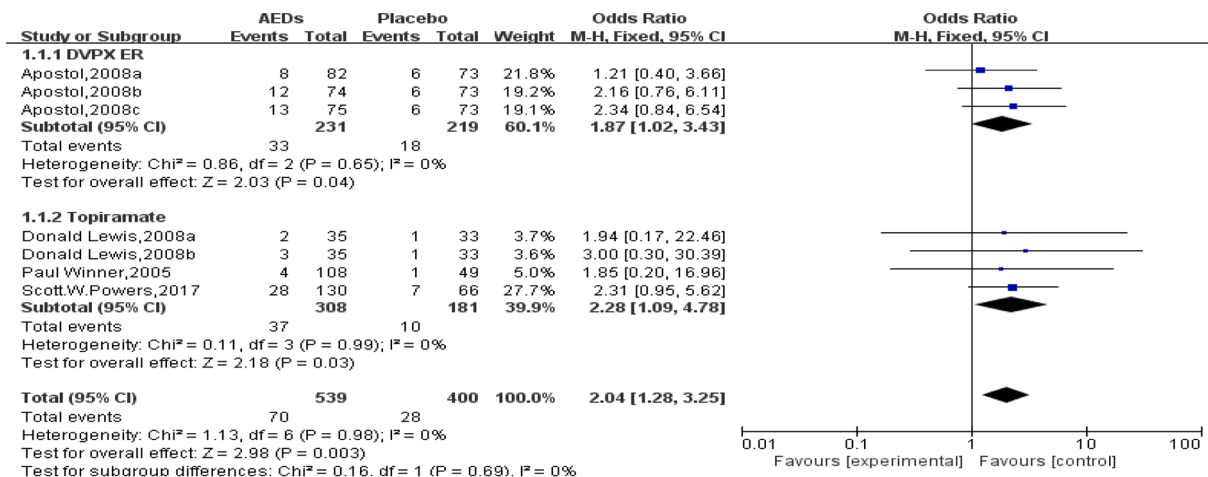 AEDs Placebo Odds Ratio Odds Ratio
Study or Subgroup Events Total Events Total Weight M-H, Fixed, 95% CI M-H, Fixed, 95% CI
1.1.1 DVPX ER
Apostol,2008a 8 82 6 73 21.8% 1.21 [0.40, 3.66]
Apostol,2008b 12 74 6 73 19.2% 2.16 [0.76, 6.11]
Apostol,2008c 13 75 6 73 19.1% 2.34 [0.84, 6.54]
Subtotal (95% CI) 231 219 60.1% 1.87 [1.02, 3.43]
Total events 33 18
Heterogeneity: Chi² = 0.86, df = 2 (P = 0.65); I² = 0%
Test for overall effect: Z = 2.03 (P = 0.04)
1.1.2 Topiramate
Donald Lewis,2008a 2 35 1 33 3.7% 1.94 [0.17, 22.46]
Donald Lewis,2008b 3 35 1 33 3.6% 3.00 [0.30, 30.39]
Paul Winner,2005 4 108 1 49 5.0% 1.85 [0.20, 16.96]
Scott.W.Powers,2017 28 130 7 66 27.7% 2.31 [0.95, 5.62]
Subtotal (95% CI) 308 181 39.9% 2.28 [1.09, 4.78]
Total events 37 10
Heterogeneity: Chi² = 0.11, df = 3 (P = 0.99); I² = 0%
Test for overall effect: Z = 2.18 (P = 0.03)
Total (95% CI) 539 400 100.0% 2.04 [1.28, 3.25]
Total events 70 28
Heterogeneity: Chi² = 1.13, df = 6 (P = 0.98); I² = 0%
Test for overall effect: Z = 2.98 (P = 0.003)
Test for subgroup differences: Chi² = 0.16, df = 1 (P = 0.69), I² = 0%
0.01 0.1 1 10 100
Favours [experimental] Favours [control]